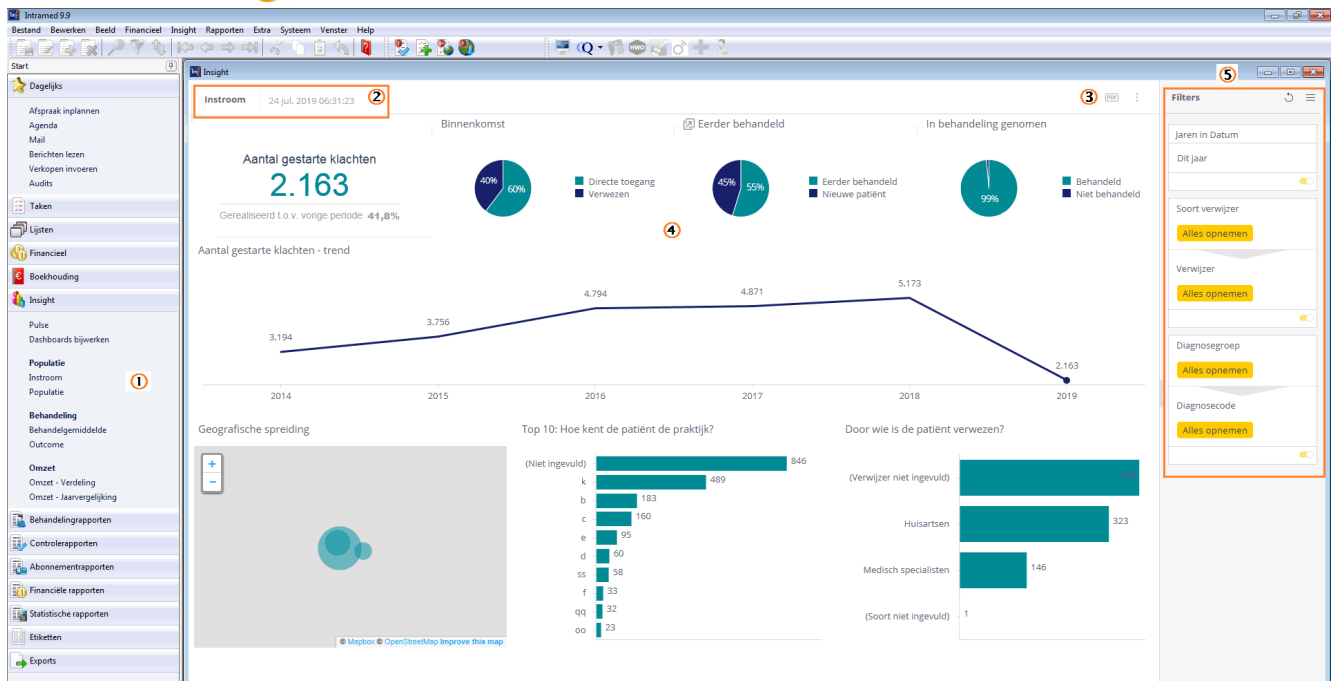 Intramed 9.9
Bestand Bewerken Beeld Financieel Insight Rapporten Extra Systeem Venster Help
Start
Dagelijks
Afspraak inplannen
Agenda
Mail
Berichten lezen
Verkopen invoeren
Audits
Taken
Lijsten
Financieel
Boekhouding
Insight
Pulse
Dashboards bijwerken
Populatie
Instroom
Populatie
1
Behandeling
Behandelgemiddelde
Outcome
Omzet
Omzet - Verdeling
Omzet - Jaarvergelijking
Behandelingrapporten
Controlerapporten
Abonnementrapporten
Financiële rapporten
Statistische rapporten
Etiketten
Exports
Q
HWO
Insight
Instroom 24 jul. 2019 06:31:23 2
3 PDF
Binnenkomst
Eerder behandeld
In behandeling genomen
Aantal gestarte klachten
2.163
Gerealiseerd t.o.v. vorige periode 41,8%
40% 60%
Directe toegang
Verwezen
45% 55%
Eerder behandeld
Nieuwe patiënt
99%
Behandeld
Niet behandeld
4
Aantal gestarte klachten - trend
3.194 3.756 4.794 4.871 5.173 2.163
2014 2015 2016 2017 2018 2019
Geografische spreiding
+
−
© Mapbox © OpenStreetMap Improve this map
Top 10: Hoe kent de patiënt de praktijk?
(Niet ingevuld) 846
k 489
b 183
c 160
e 95
d 60
ss 58
f 33
qq 32
oo 23
Door wie is de patiënt verwezen?
(Verwijzer niet ingevuld)
Huisartsen 323
Medisch specialisten 146
(Soort niet ingevuld) 1
5
Filters
Jaren in Datum
Dit jaar
Soort verwijzer
Alles opnemen
Verwijzer
Alles opnemen
Diagnosegroep
Alles opnemen
Diagnosecode
Alles opnemen